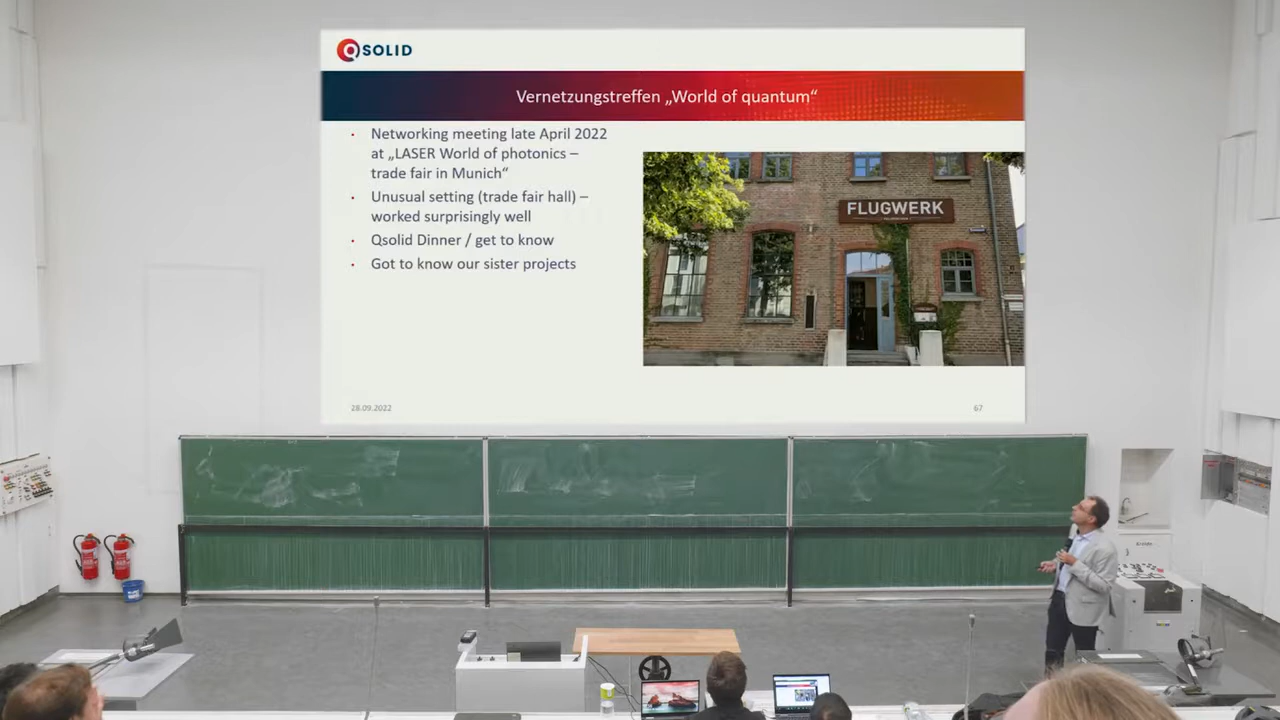 QSOLID
Vernetzungstreffen „World of quantum“
• Networking meeting late April 2022
at „LASER World of photonics –
trade fair in Munich“
• Unusual setting (trade fair hall) –
worked surprisingly well
• Qsolid Dinner / get to know
• Got to know our sister projects
FLUGWERK
28.09.2022
67